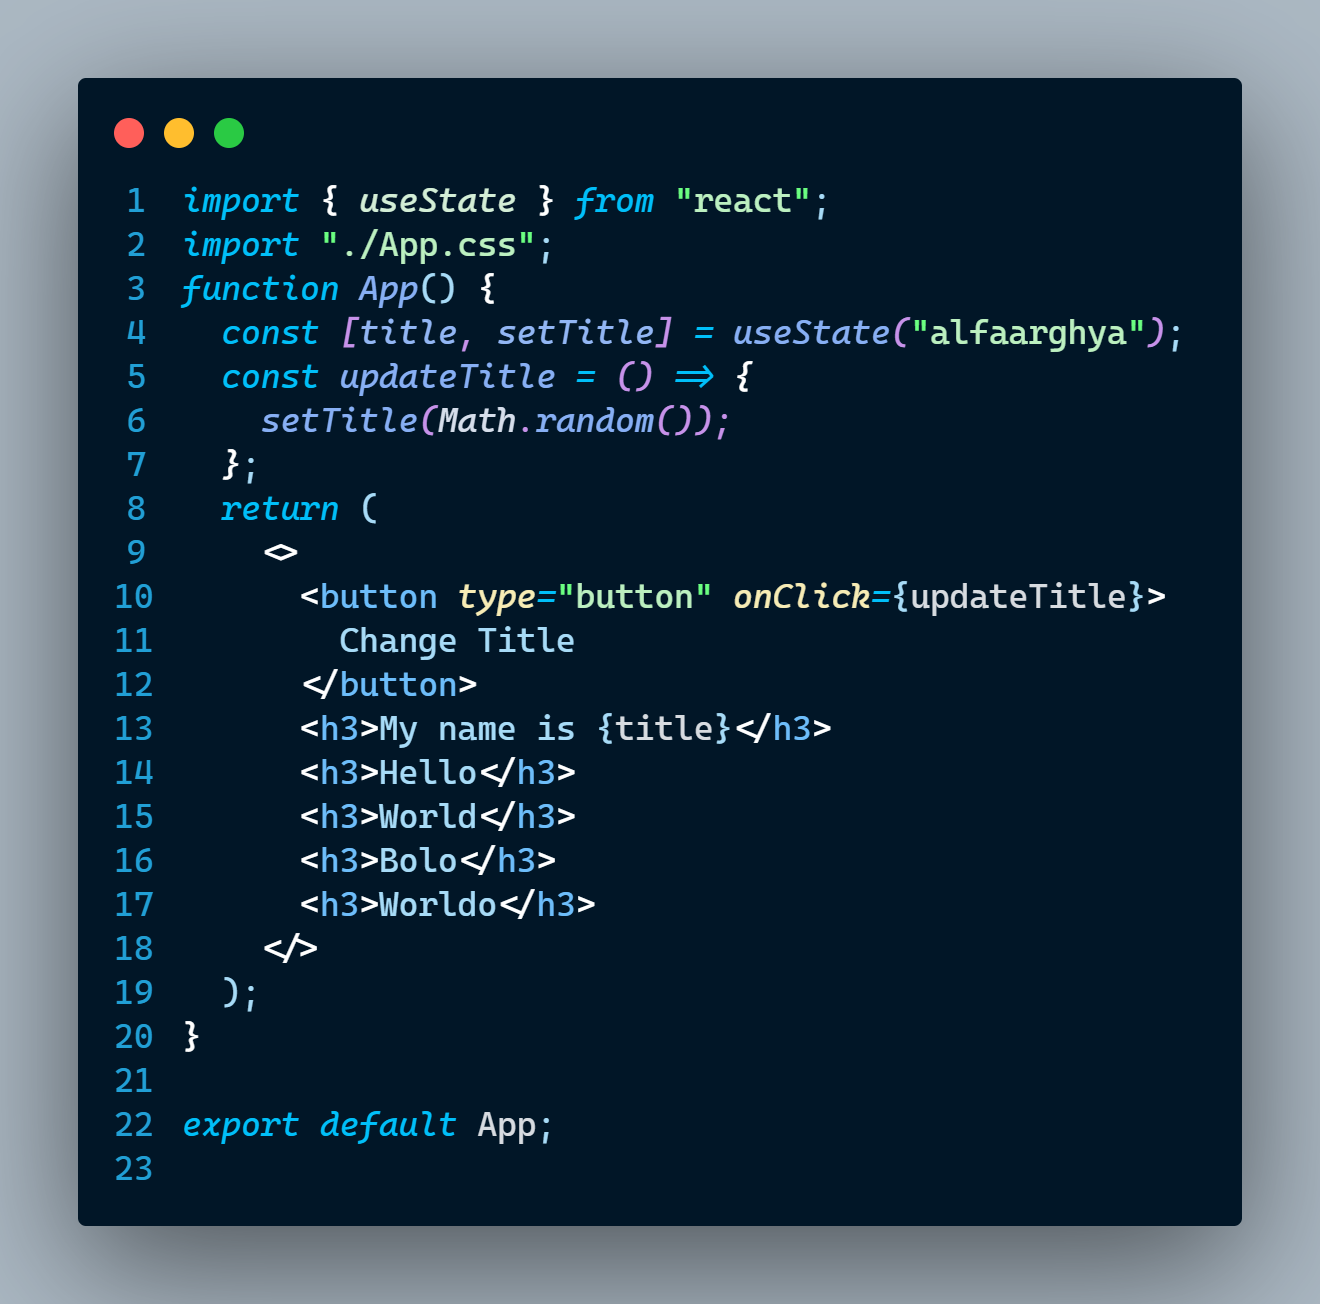 1 import { useState } from "react";
2 import "./App.css";
3 function App() {
4   const [title, setTitle] = useState("alfaarghya");
5   const updateTitle = () => {
6     setTitle(Math.random());
7   };
8   return (
9     <>
10       <button type="button" onClick={updateTitle}>
11         Change Title
12       </button>
13       <h3>My name is {title}</h3>
14       <h3>Hello</h3>
15       <h3>World</h3>
16       <h3>Bolo</h3>
17       <h3>Worldo</h3>
18     </>
19   );
20 }
21
22 export default App;
23